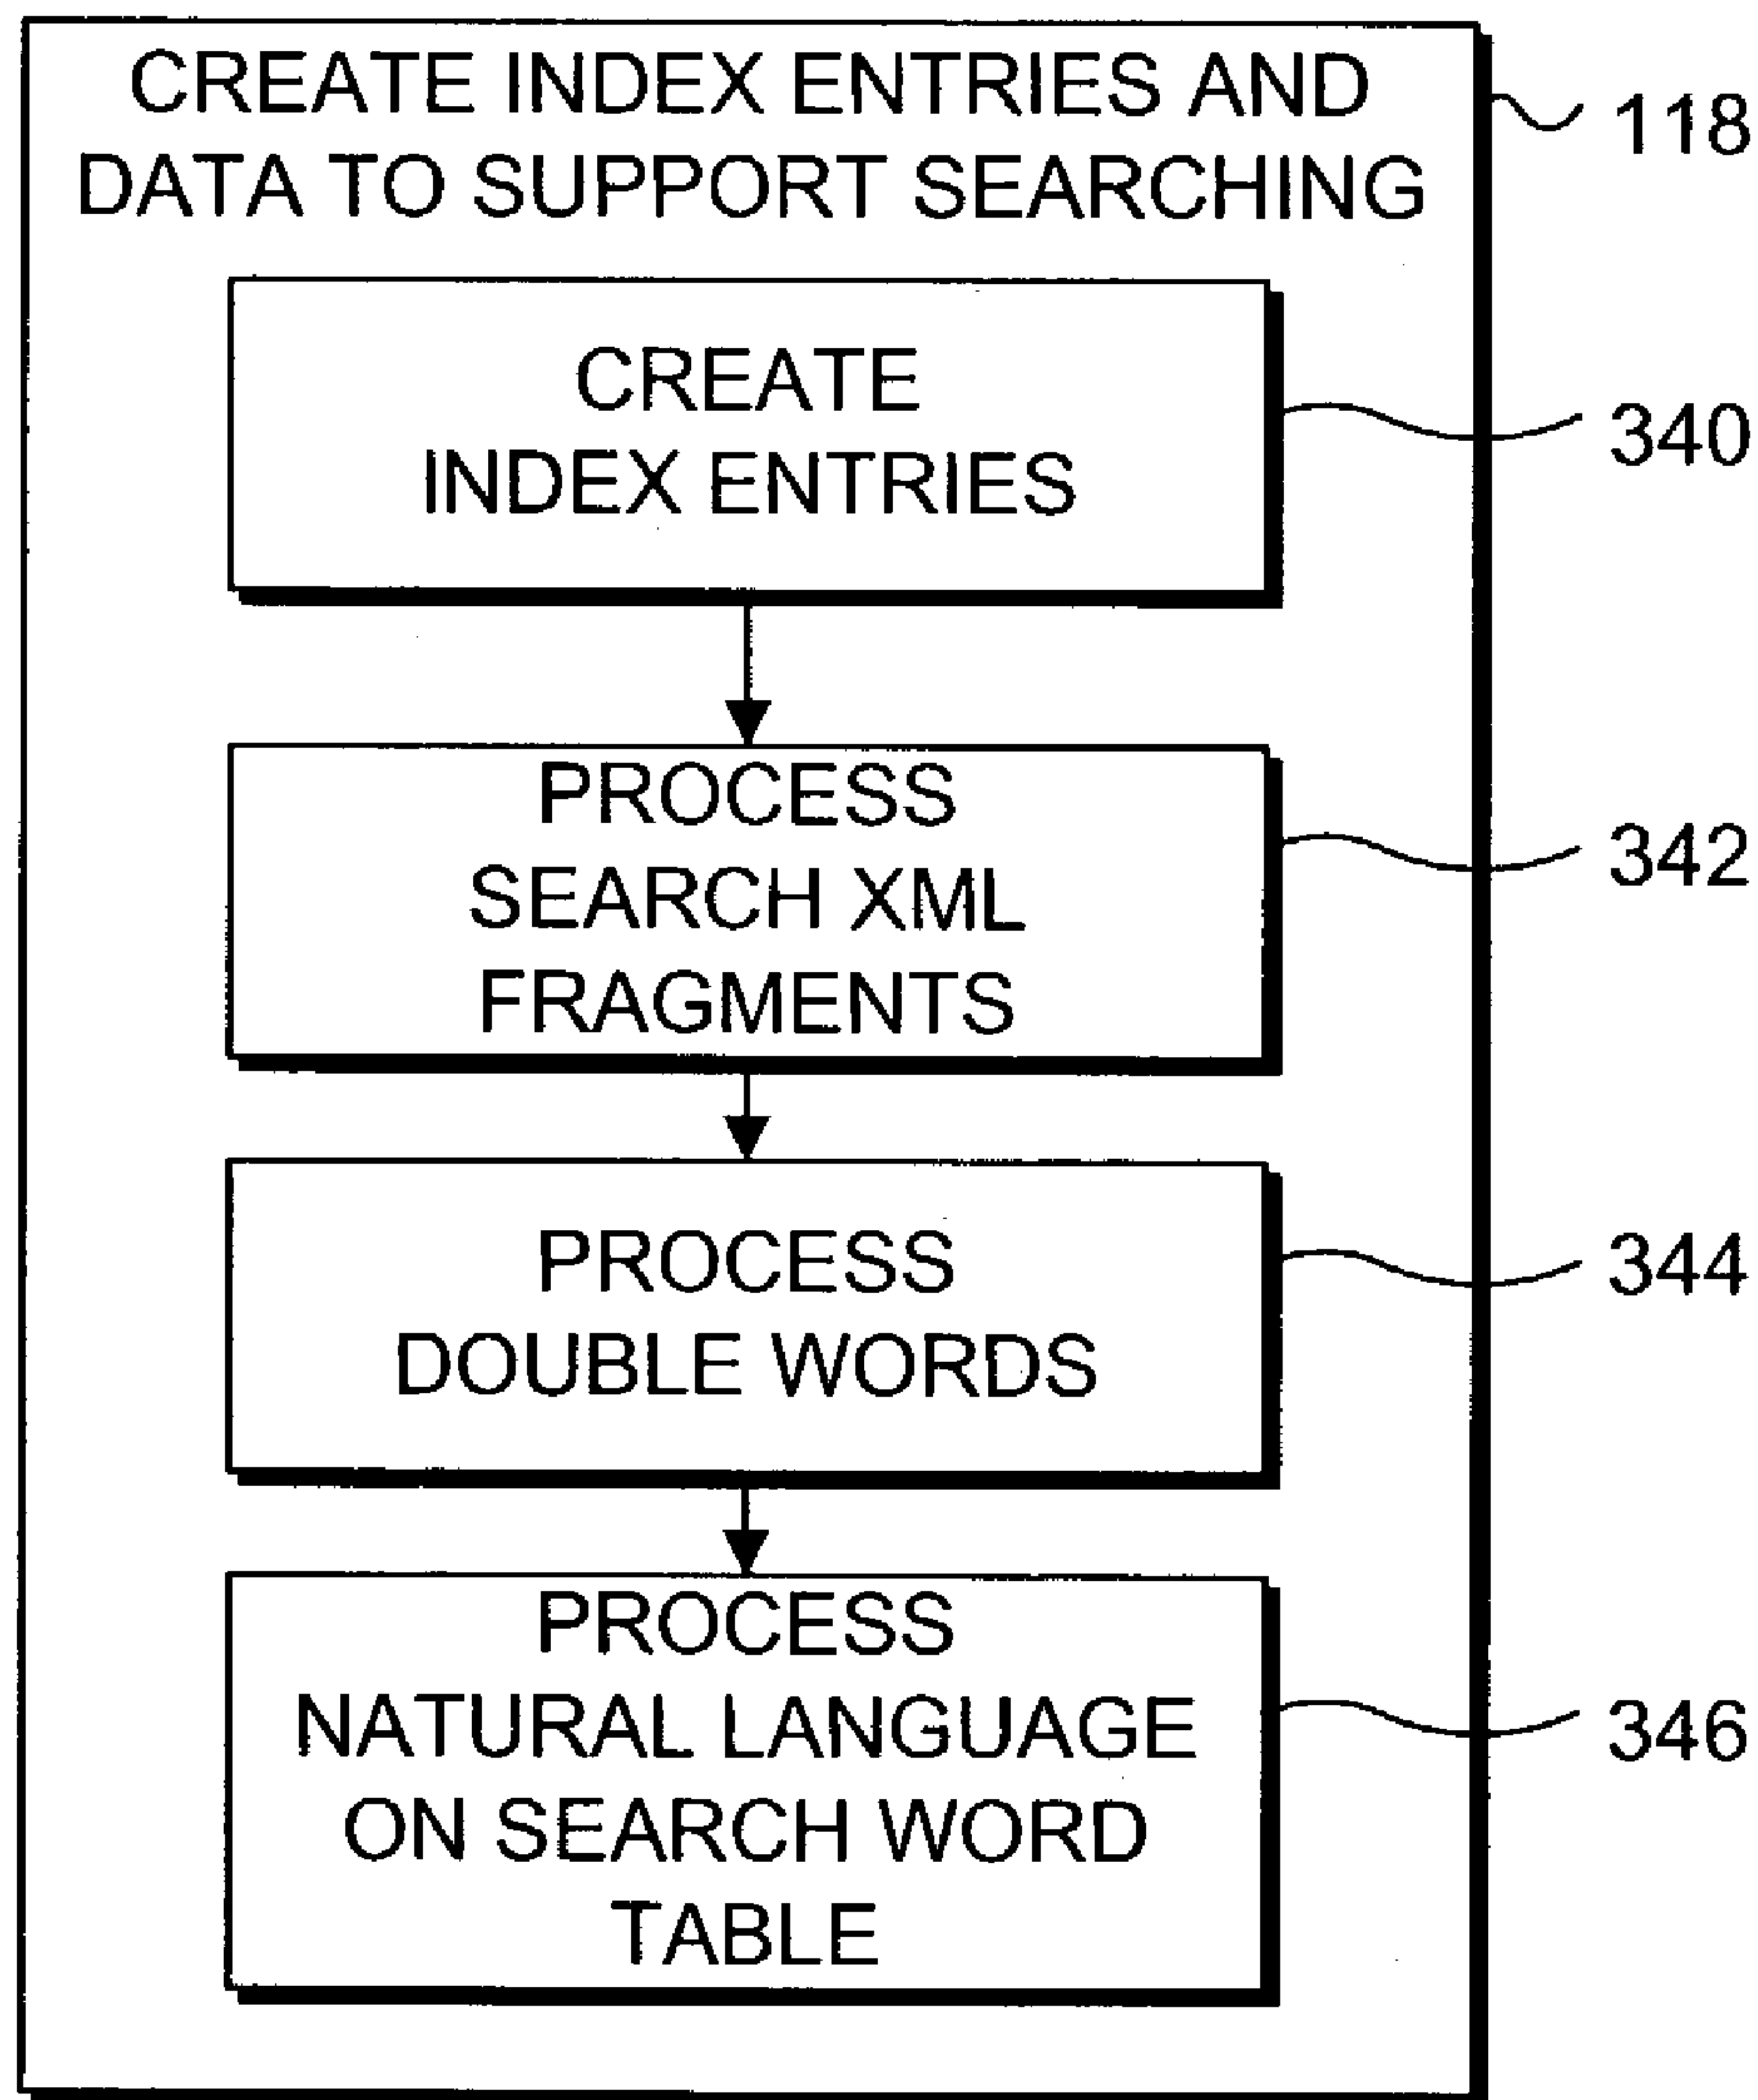 CREATE INDEX ENTRIES AND
DATA TO SUPPORT SEARCHING
118
CREATE
INDEX ENTRIES
340
PROCESS
SEARCH XML
FRAGMENTS
342
PROCESS
DOUBLE WORDS
344
PROCESS
NATURAL LANGUAGE
ON SEARCH WORD
TABLE
346